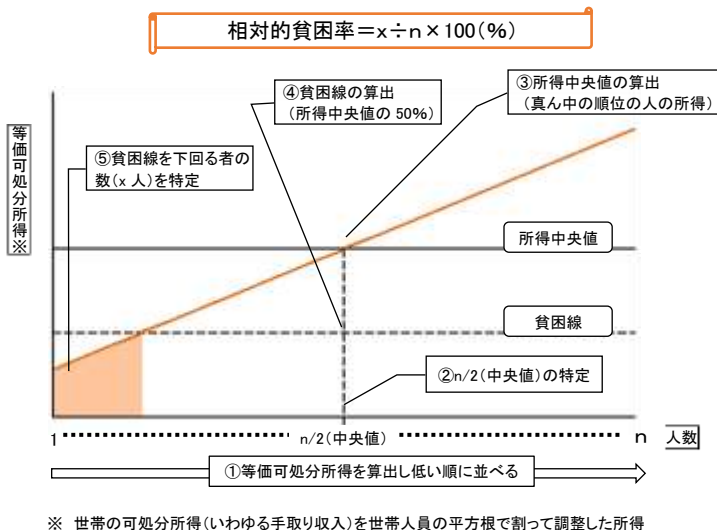 相対的貧困率＝x÷n×100(%)
④貧困線の算出
(所得中央値の50%)
③所得中央値の算出
(真ん中の順位の人の所得)
等価可処分所得※
⑤貧困線を下回る者の
数(x人)を特定
所得中央値
貧困線
②n/2(中央値)の特定
1 n/2(中央値) n 人数
①等価可処分所得を算出し低い順に並べる
※ 世帯の可処分所得(いわゆる手取り収入)を世帯人員の平方根で割って調整した所得